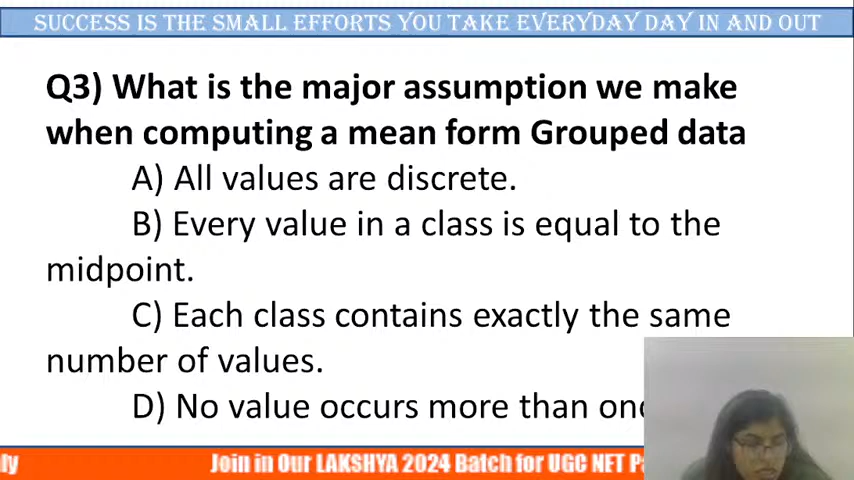 SUCCESS IS THE SMALL EFFORTS YOU TAKE EVERYDAY DAY IN AND OUT
Q3) What is the major assumption we make
when computing a mean form Grouped data
A) All values are discrete.
B) Every value in a class is equal to the
midpoint.
C) Each class contains exactly the same
number of values.
D) No value occurs more than
Join in Our LAKSHYA 2024 Batch for UGC NET